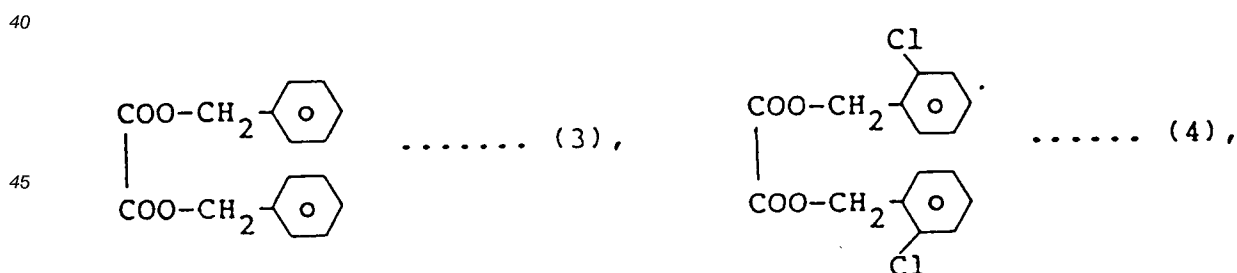 40
Cl
COO-CH2 ....... (3),
COO-CH2 ...... (4),
45
COO-CH2
COO-CH2
Cl